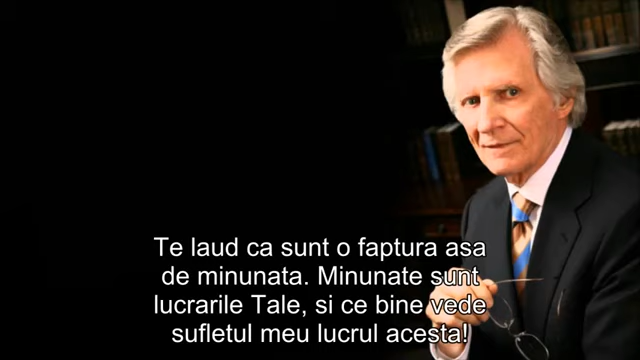 Te laud ca sunt o faptura asa
de minunata. Minunate sunt
lucrarile Tale, si ce bine vede
sufletul meu lucrul acesta!